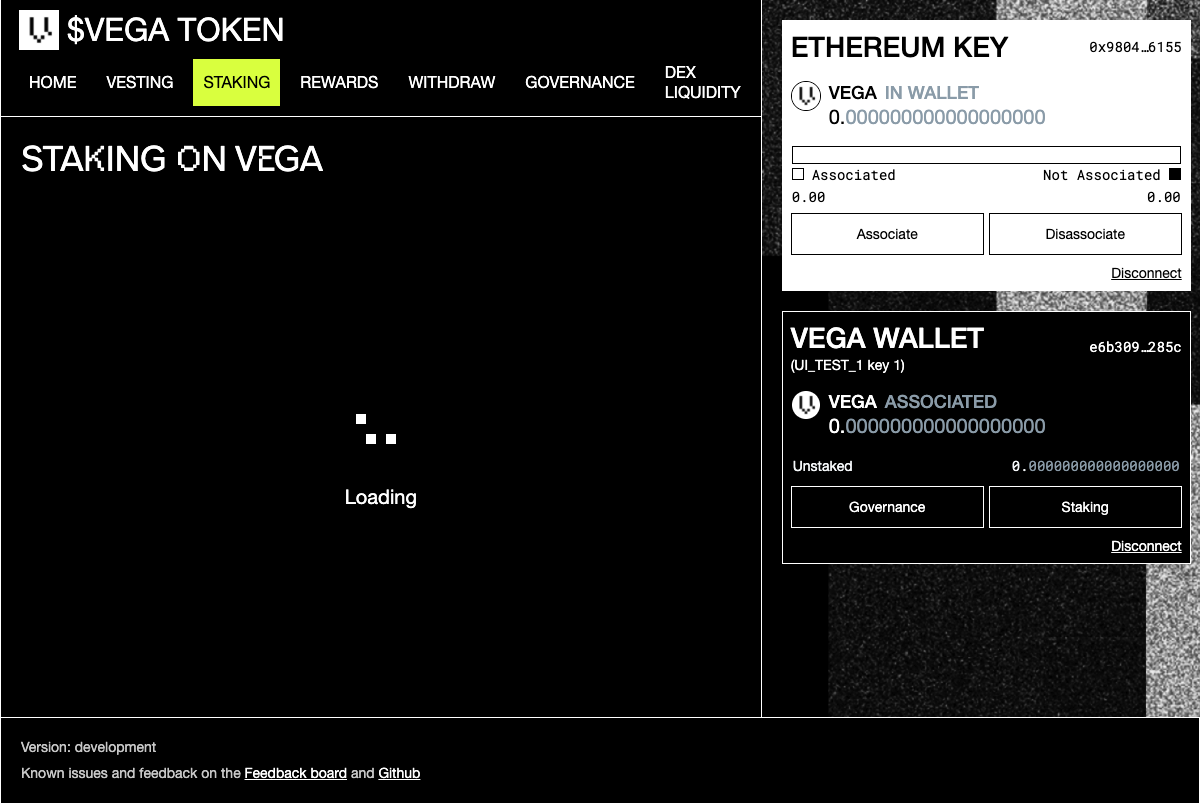 $VEGA TOKEN
HOME VESTING STAKING REWARDS WITHDRAW GOVERNANCE DEX LIQUIDITY
STAKING ON VEGA
Loading
ETHEREUM KEY 0x9804…6155
VEGA IN WALLET
0.000000000000000000
Associated Not Associated
0.00 0.00
Associate Disassociate
Disconnect
VEGA WALLET e6b309…285c
(UI_TEST_1 key 1)
VEGA ASSOCIATED
0.000000000000000000
Unstaked 0.000000000000000000
Governance Staking
Disconnect
Version: development
Known issues and feedback on the Feedback board and Github